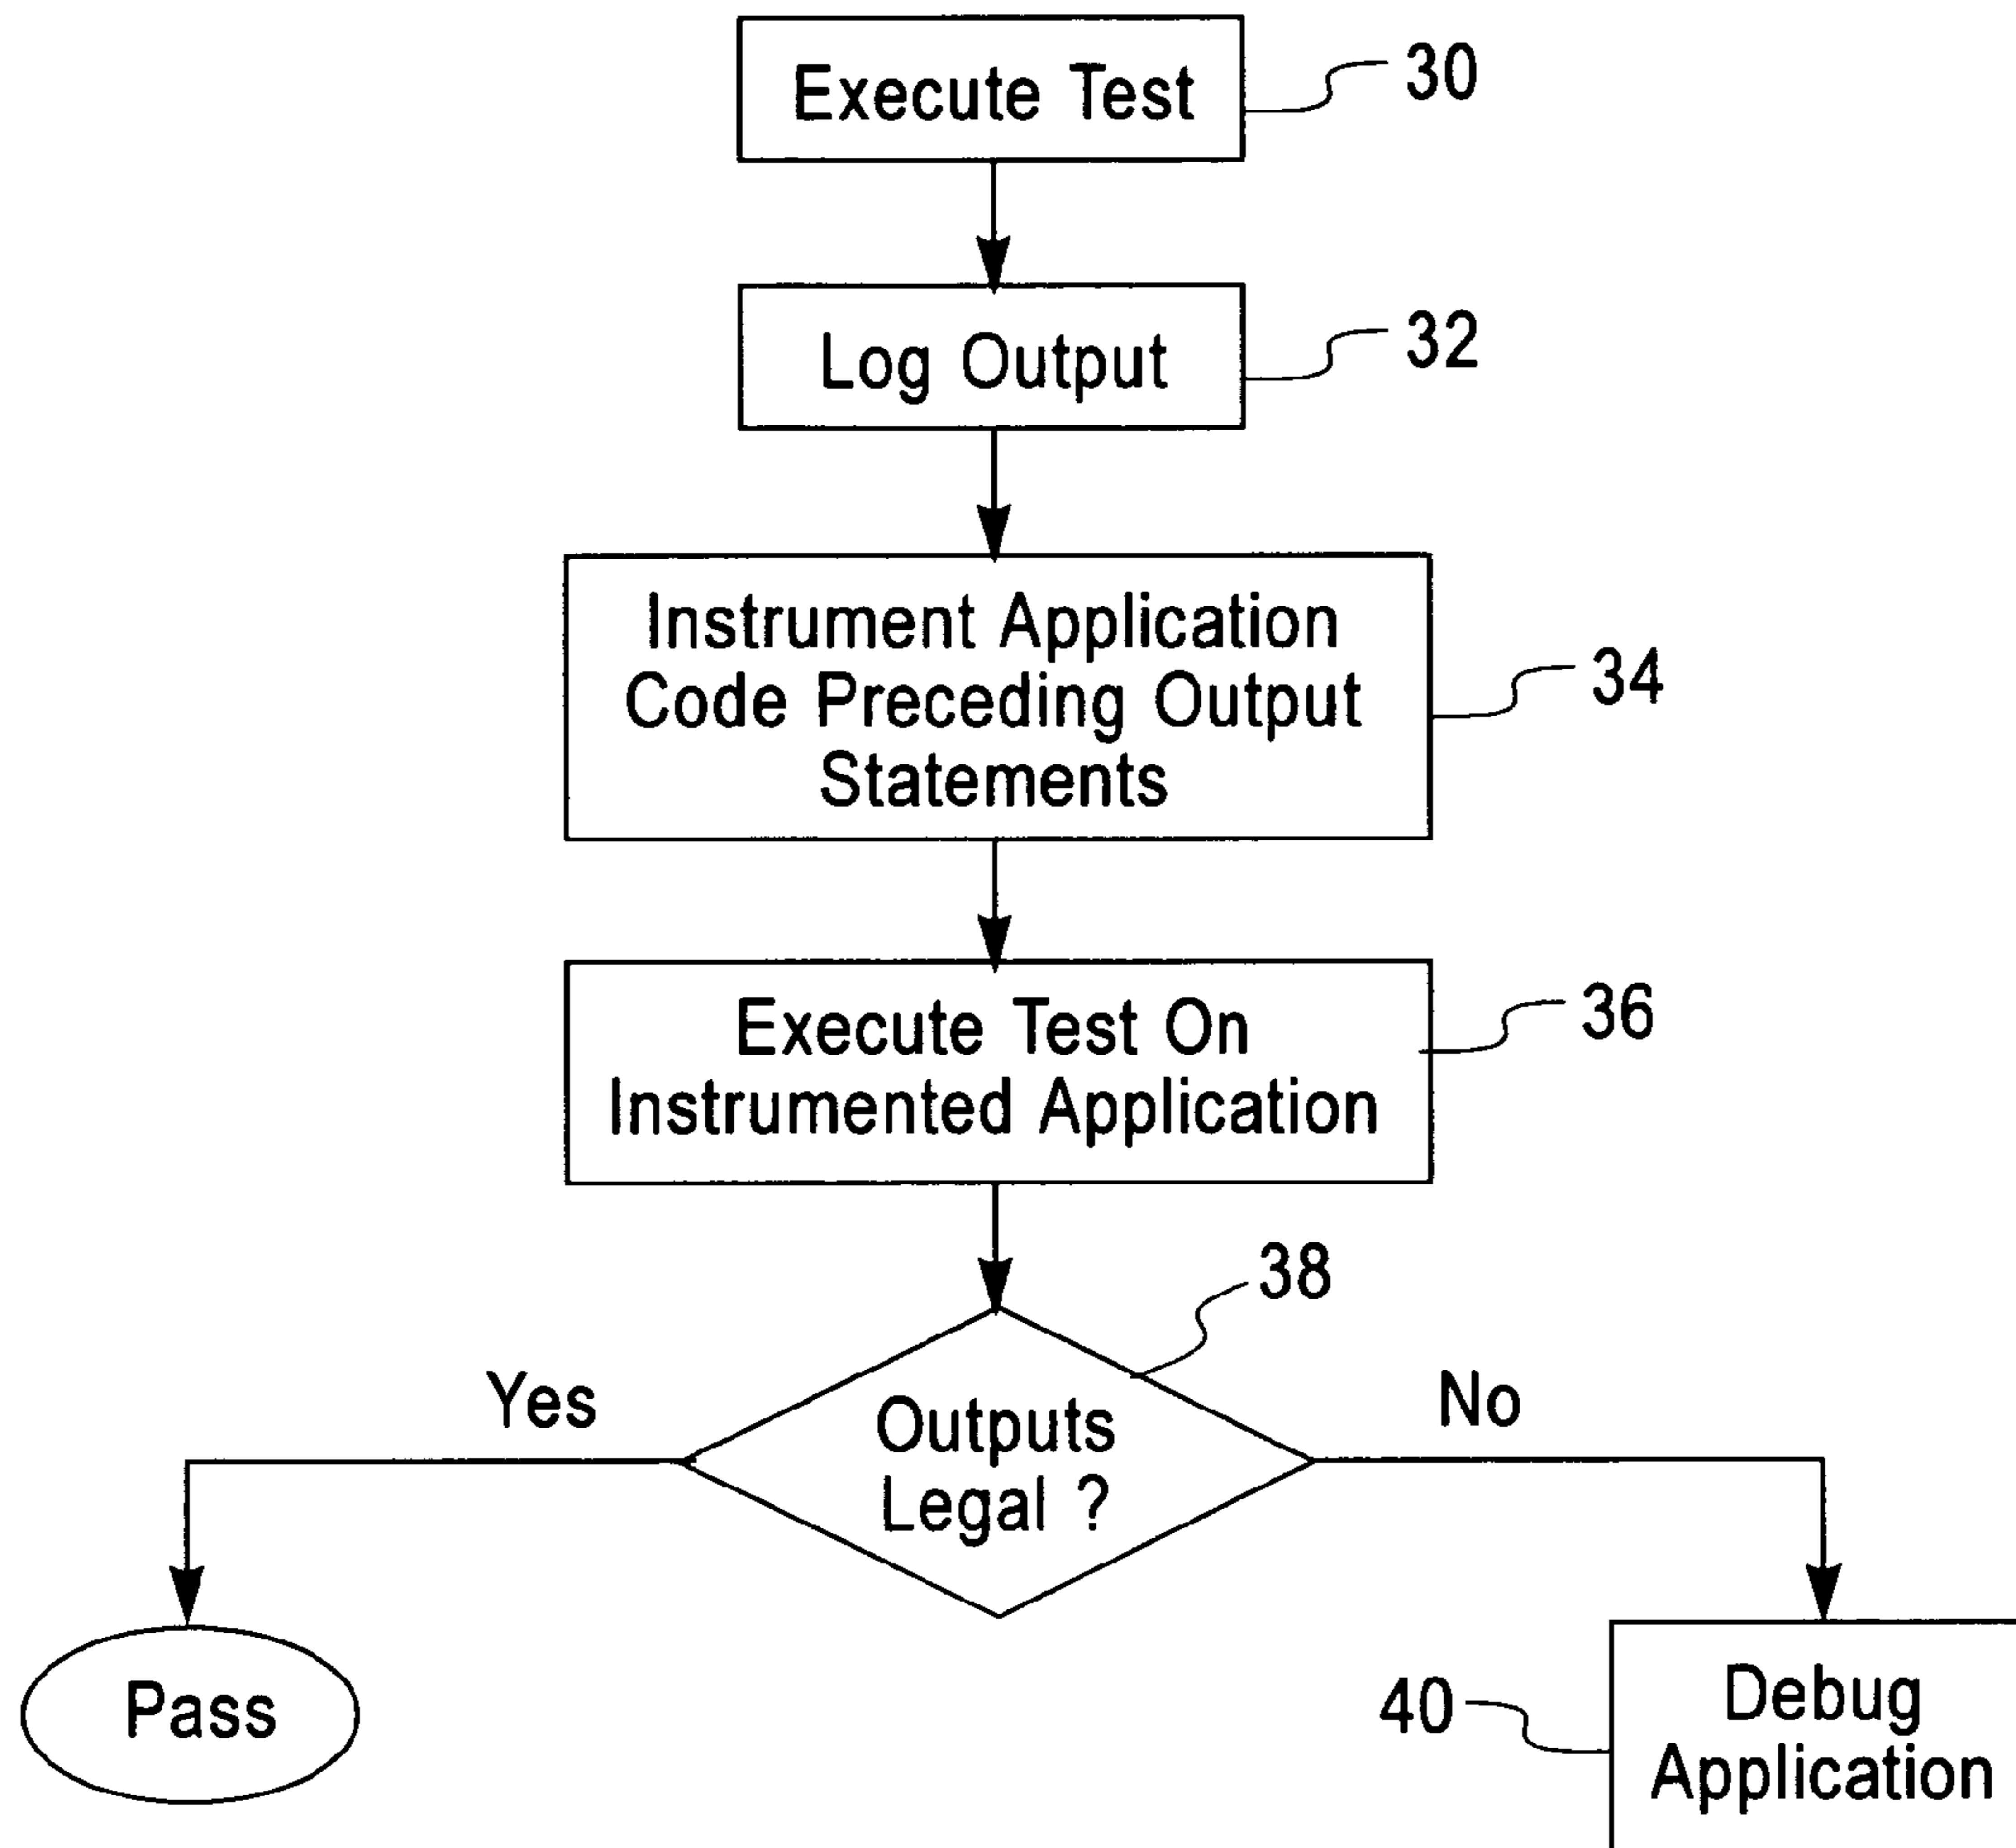 Execute Test
30
Log Output
32
Instrument Application
Code Preceding Output
Statements
34
Execute Test On
Instrumented Application
36
38
Yes
Outputs
Legal ?
No
Pass
40
Debug
Application